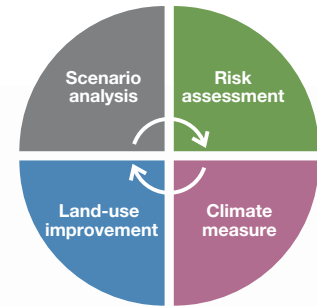 Scenario
analysis
Risk
assessment
Land-use
improvement
Climate
measure